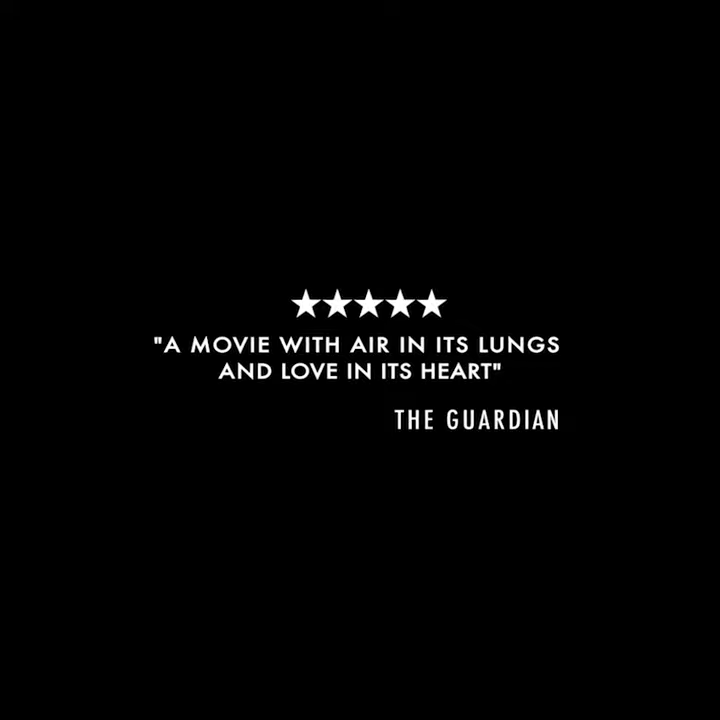 ★★★★★
"A MOVIE WITH AIR IN ITS LUNGS
AND LOVE IN ITS HEART"
THE GUARDIAN